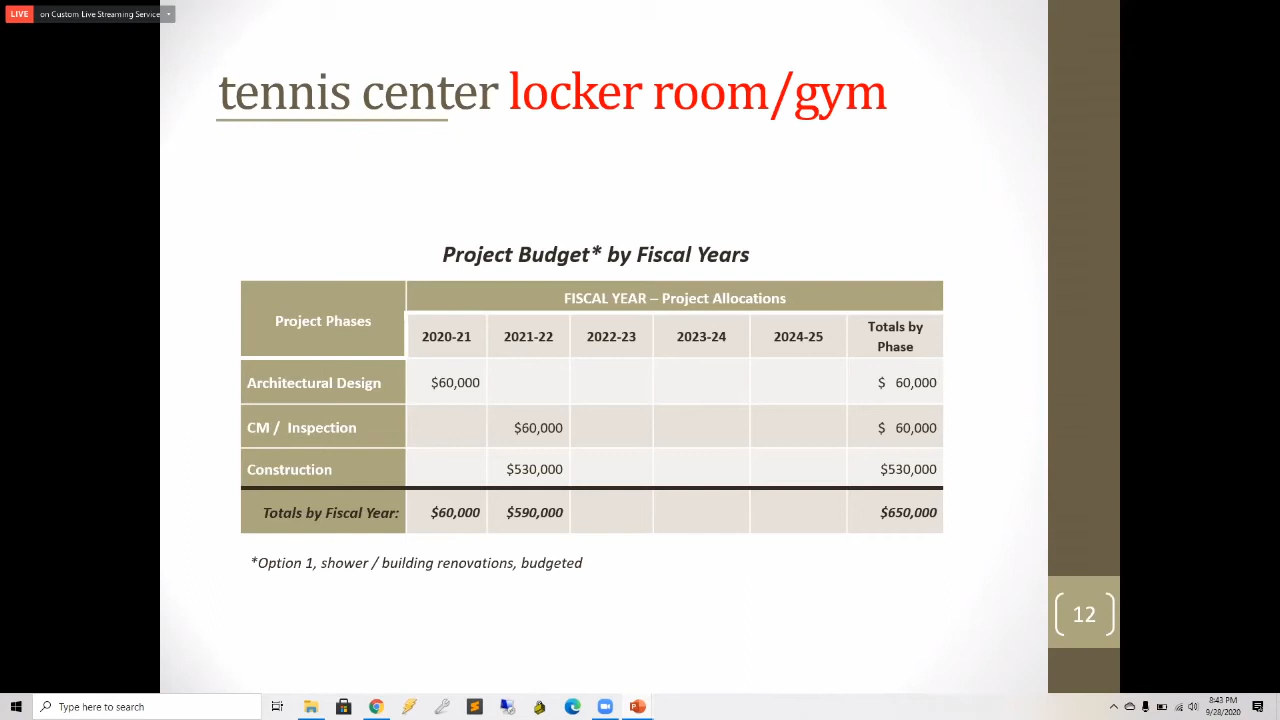 LIVE on Custom Live Streaming Service
tennis center locker room/gym
Project Budget* by Fiscal Years
Project Phases
FISCAL YEAR – Project Allocations
2020-21 2021-22 2022-23 2023-24 2024-25 Totals by
Phase
Architectural Design $60,000 $ 60,000
CM / Inspection $60,000 $ 60,000
Construction $530,000 $530,000
Totals by Fiscal Year: $60,000 $590,000 $650,000
*Option 1, shower / building renovations, budgeted
12
Type here to search
8:43 PM
9/28/2020